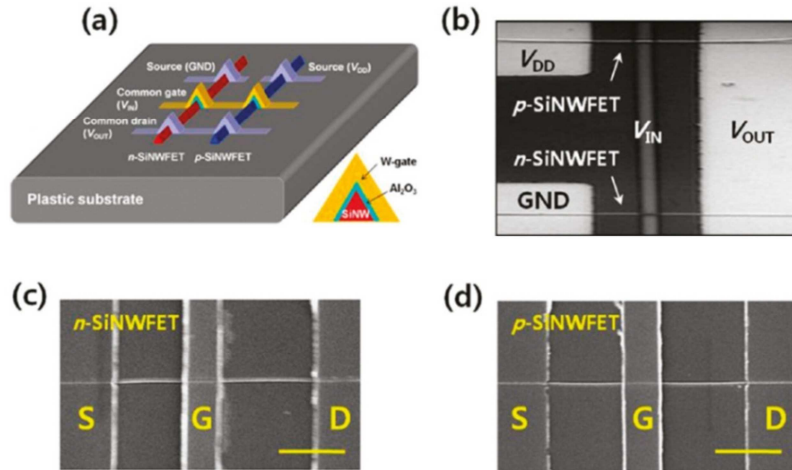 (a)
Source (GND)
Source (VDD)
Common gate
(VIN)
Common drain
(VOUT)
n-SiNWFET
p-SiNWFET
Plastic substrate
W-gate
Al2O3
SiNW
(b)
VDD
p-SiNWFET
VIN
VOUT
n-SiNWFET
GND
(c)
n-SiNWFET
S
G
D
(d)
p-SiNWFET
S
G
D